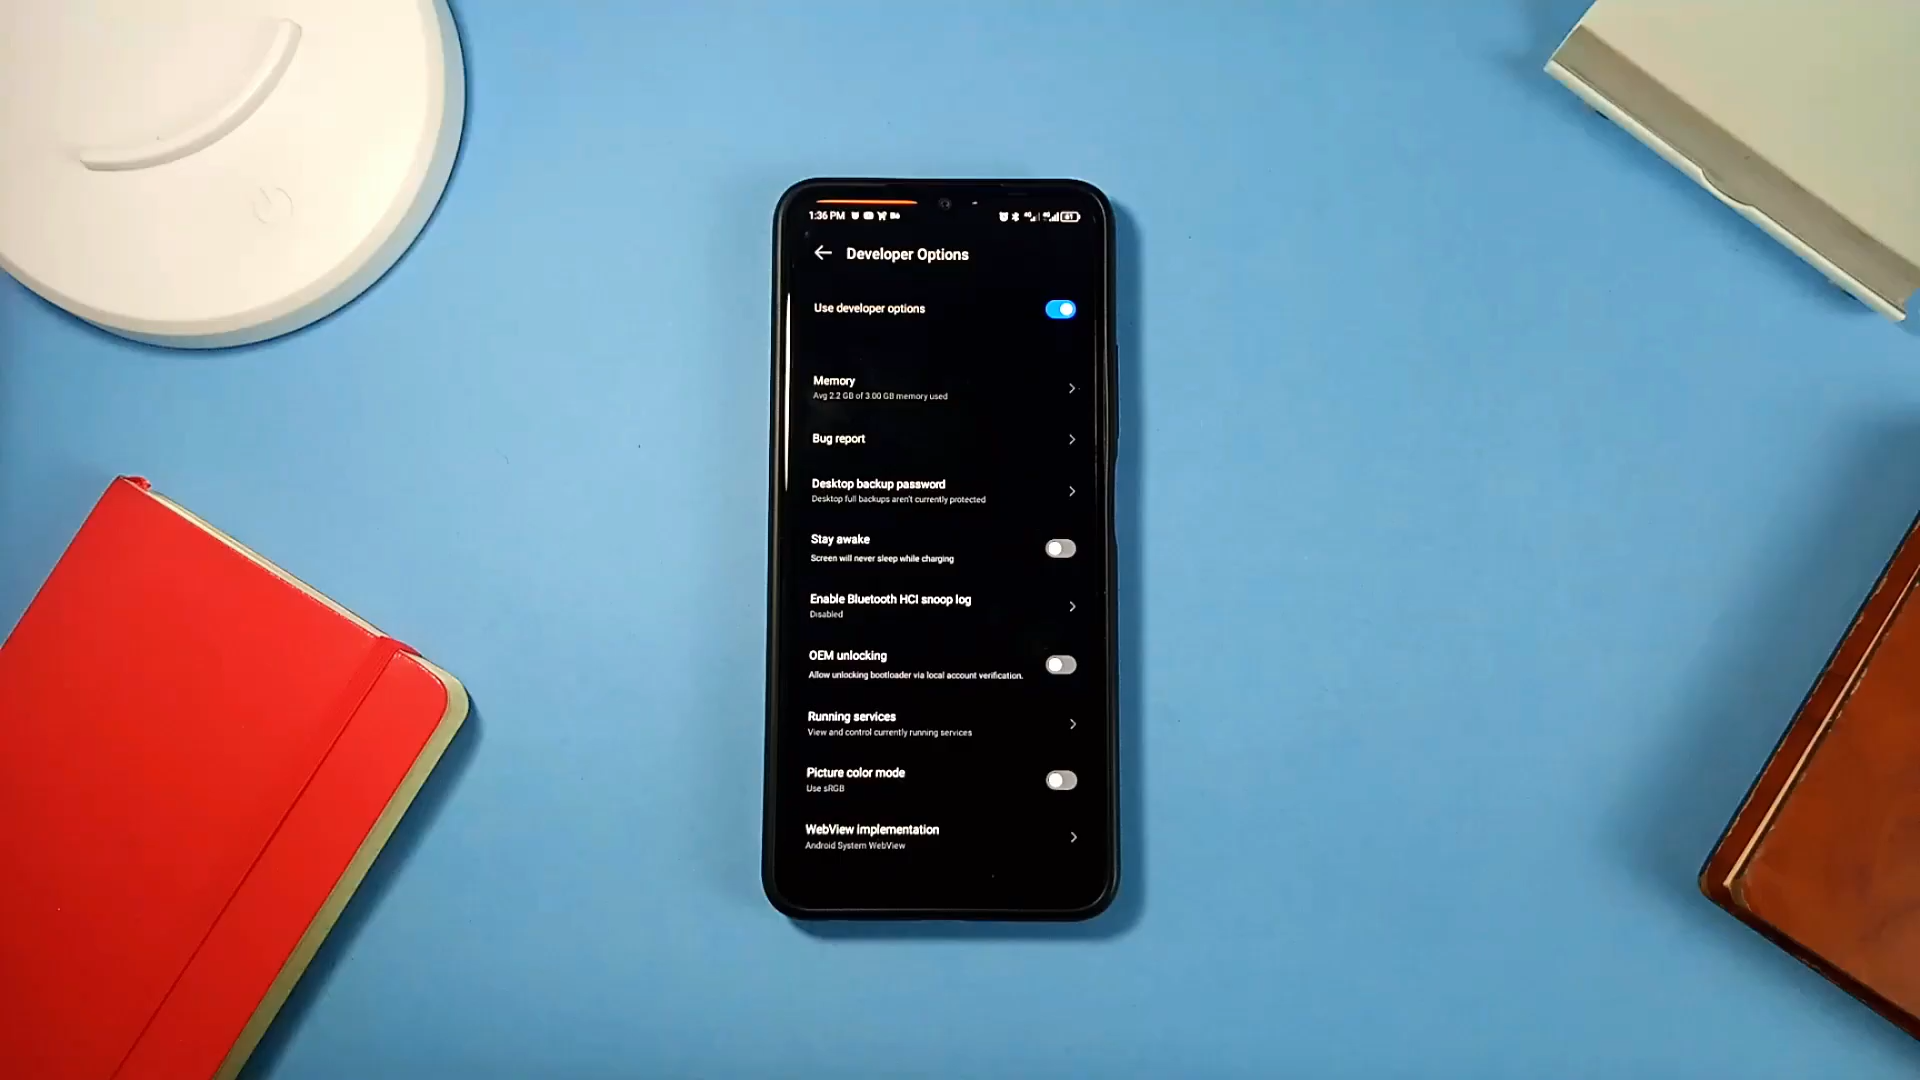 1:36 PM
61
Developer Options
Use developer options
Memory
Avg 2.2 GB of 3.00 GB memory used
Bug report
Desktop backup password
Desktop full backups aren't currently protected
Stay awake
Screen will never sleep while charging
Enable Bluetooth HCI snoop log
Disabled
OEM unlocking
Allow unlocking bootloader via local account verification.
Running services
View and control currently running services
Picture color mode
Use sRGB
WebView implementation
Android System WebView